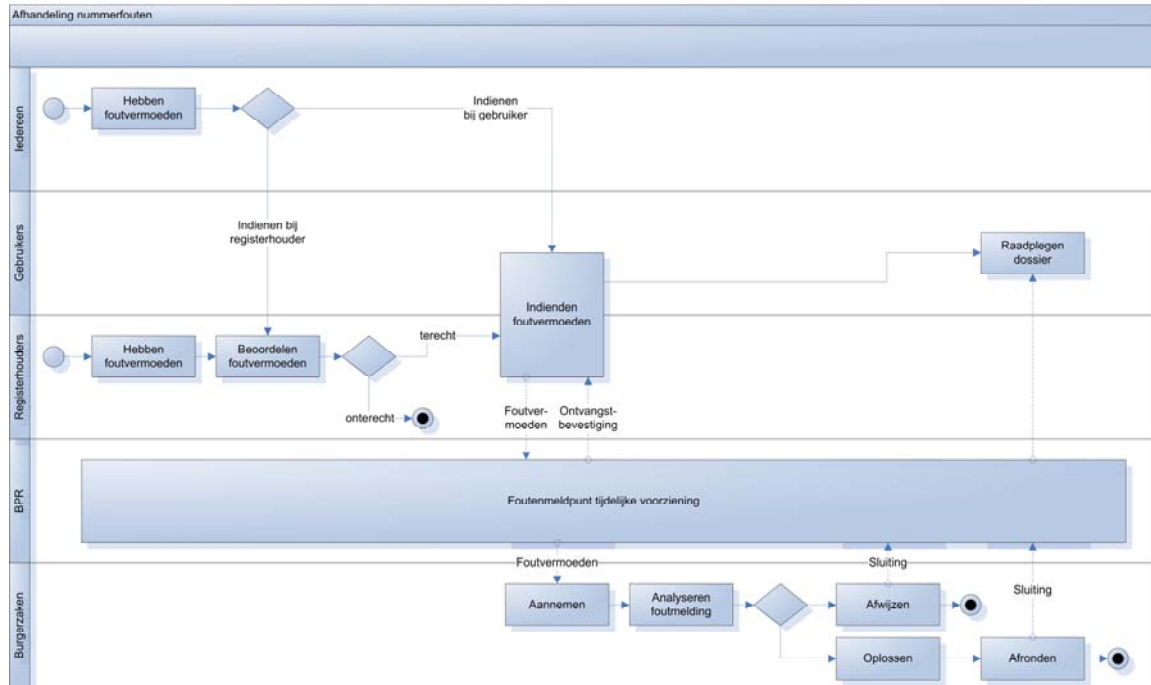 Afhandeling nummerfouten
Iedereen
Hebben
foutvermoeden
Indienen
bij gebruiker
Gebruikers
Indienen bij
registerhouder
Raadplegen
dossier
Indienden
foutvermoeden
Registerhouders
Hebben
foutvermoeden
Beoordelen
foutvermoeden
terecht
onterecht
Foutver-
moeden
Ontvangst-
bevestiging
BPR
Foutenmeldpunt tijdelijke voorziening
Burgerzaken
Foutvermoeden
Sluiting
Sluiting
Aannemen
Analyseren
foutmelding
Afwijzen
Oplossen
Afronden